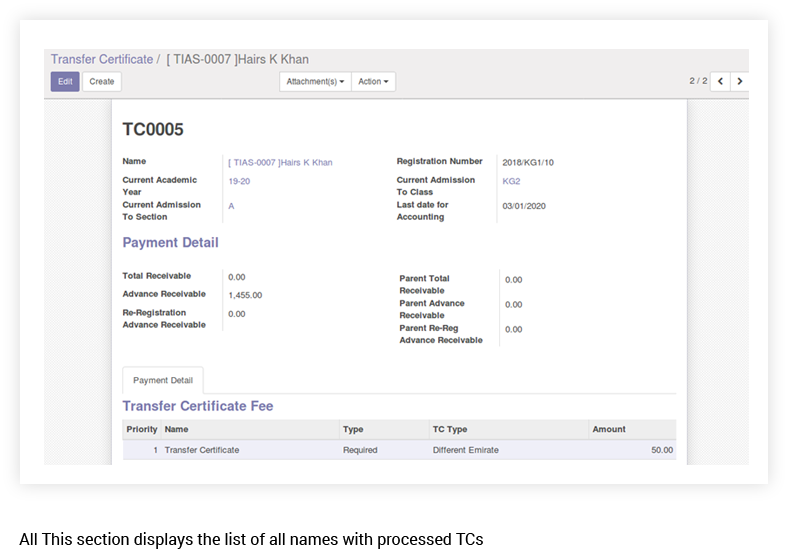 Transfer Certificate / [ TIAS-0007 ]Hairs K Khan
Edit Create Attachment(s) Action 2 / 2
TC0005
Name [ TIAS-0007 ]Hairs K Khan Registration Number 2018/KG1/10
Current Academic Year 19-20 Current Admission To Class KG2
Current Admission To Section A Last date for Accounting 03/01/2020
Payment Detail
Total Receivable 0.00 Parent Total Receivable 0.00
Advance Receivable 1,455.00 Parent Advance Receivable 0.00
Re-Registration Advance Receivable 0.00 Parent Re-Reg Advance Receivable 0.00
Payment Detail
Transfer Certificate Fee
Priority Name Type TC Type Amount
1 Transfer Certificate Required Different Emirate 50.00
All This section displays the list of all names with processed TCs